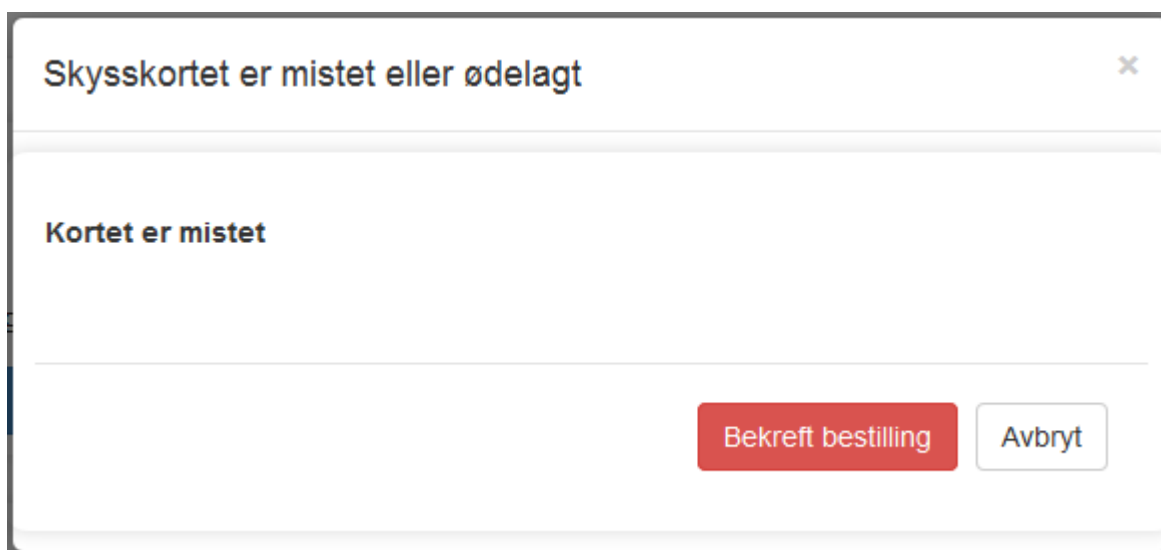 Skysskortet er mistet eller ødelagt ×
Kortet er mistet
Bekreft bestilling Avbryt